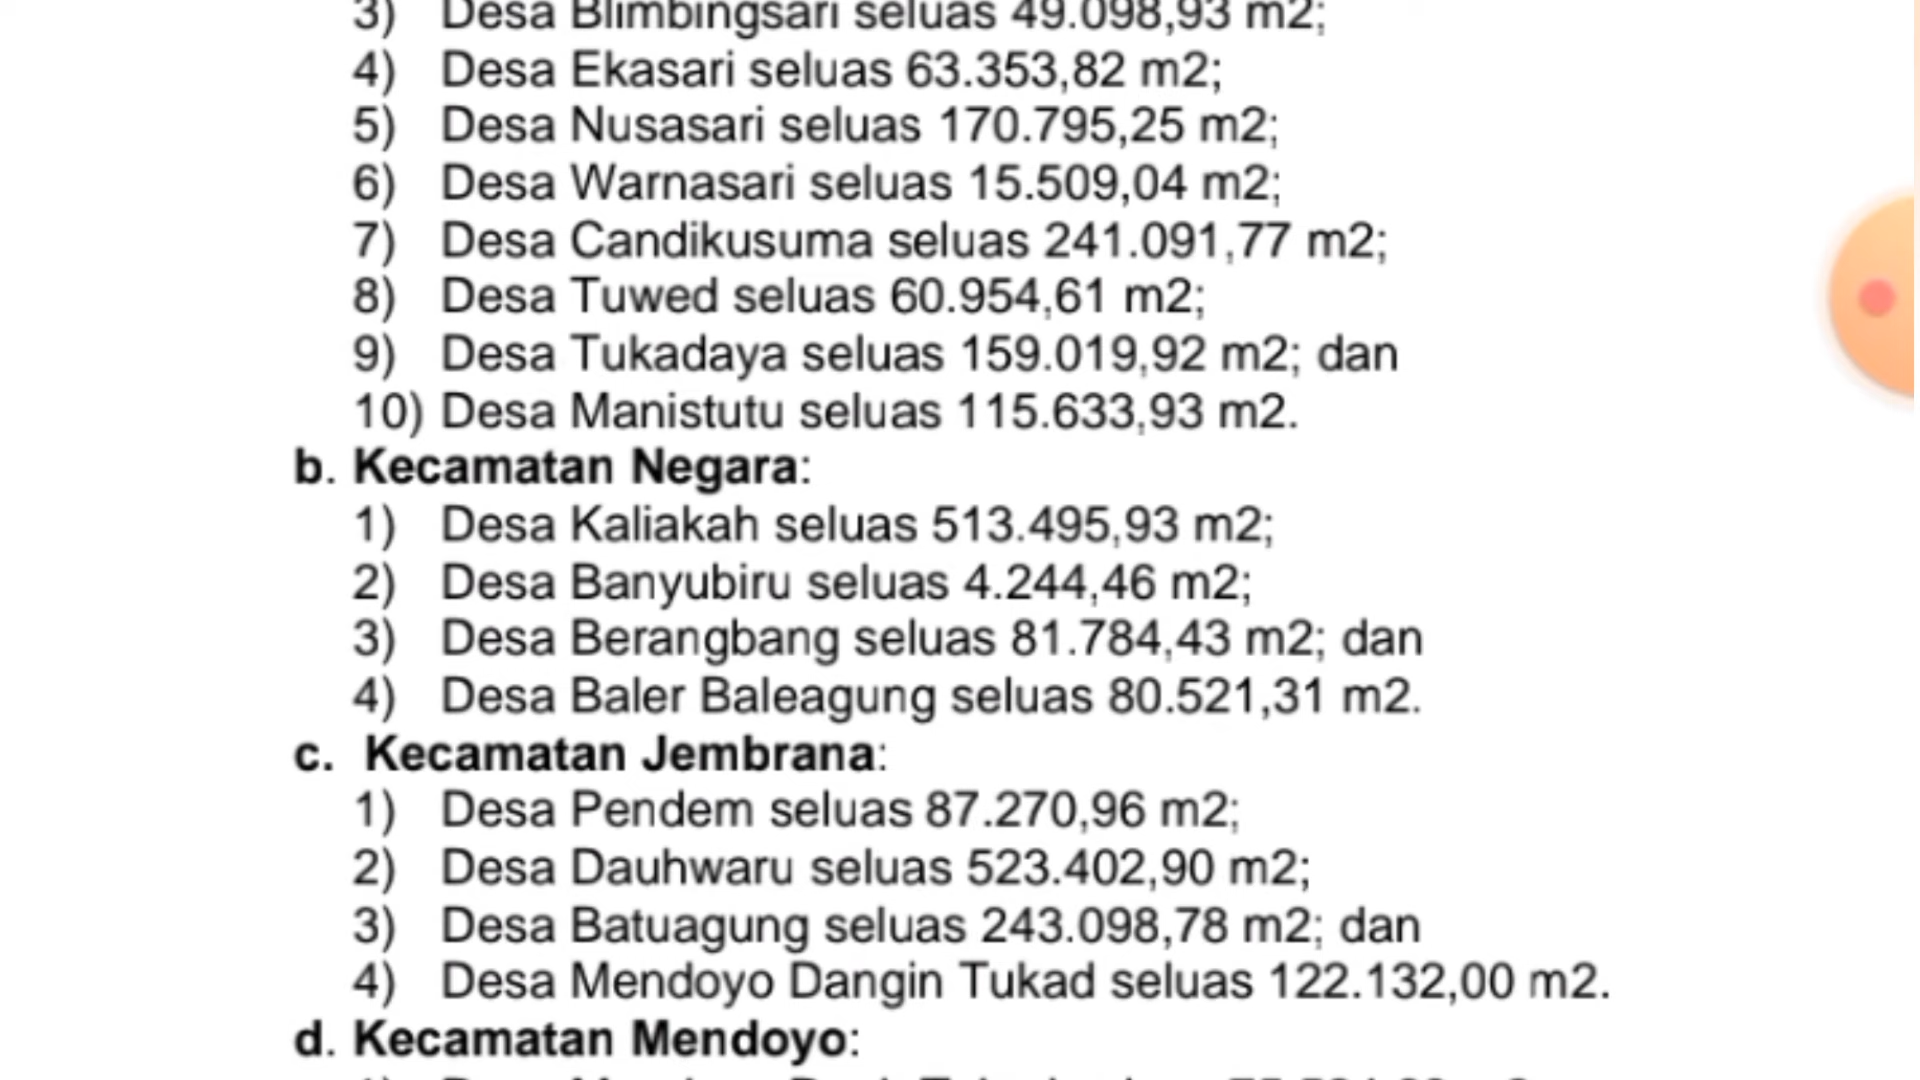 3) Desa Blimbingsari seluas 49.098,93 m2;
4) Desa Ekasari seluas 63.353,82 m2;
5) Desa Nusasari seluas 170.795,25 m2;
6) Desa Warnasari seluas 15.509,04 m2;
7) Desa Candikusuma seluas 241.091,77 m2;
8) Desa Tuwed seluas 60.954,61 m2;
9) Desa Tukadaya seluas 159.019,92 m2; dan
10) Desa Manistutu seluas 115.633,93 m2.
b. Kecamatan Negara:
1) Desa Kaliakah seluas 513.495,93 m2;
2) Desa Banyubiru seluas 4.244,46 m2;
3) Desa Berangbang seluas 81.784,43 m2; dan
4) Desa Baler Baleagung seluas 80.521,31 m2.
c. Kecamatan Jembrana:
1) Desa Pendem seluas 87.270,96 m2;
2) Desa Dauhwaru seluas 523.402,90 m2;
3) Desa Batuagung seluas 243.098,78 m2; dan
4) Desa Mendoyo Dangin Tukad seluas 122.132,00 m2.
d. Kecamatan Mendoyo: